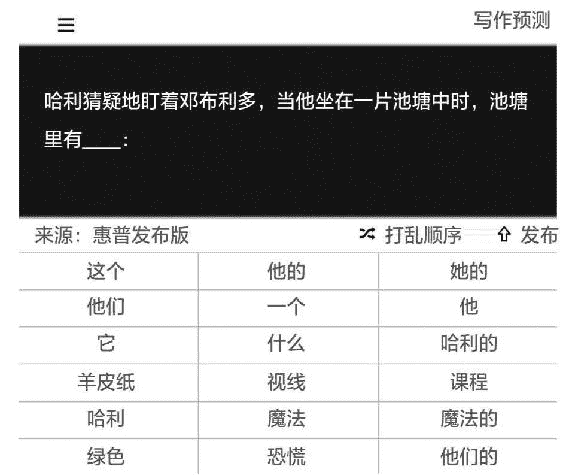 写作预测
哈利猜疑地盯着邓布利多，当他坐在一片池塘中时，池塘
里有____：
来源：惠普发布版 打乱顺序 发布
这个 他的 她的
他们 一个 他
它 什么 哈利的
羊皮纸 视线 课程
哈利 魔法 魔法的
绿色 恐慌 他们的